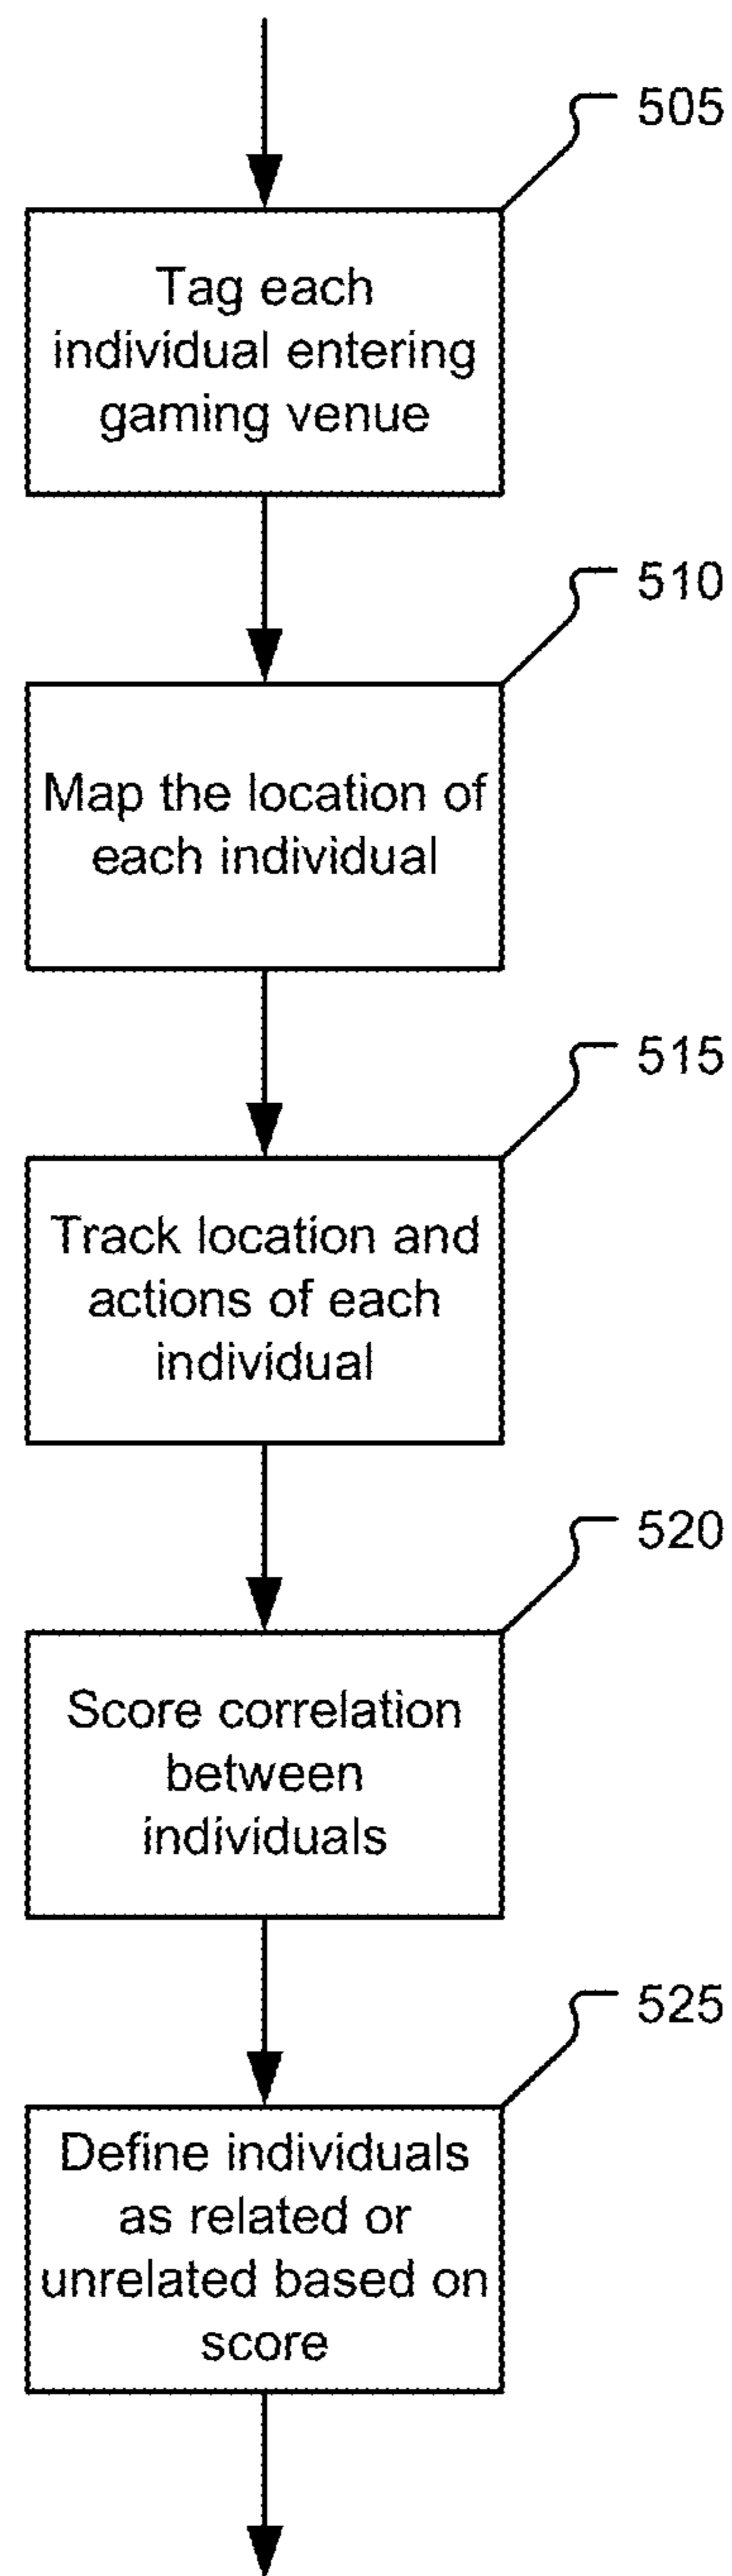 505
Tag each
individual entering
gaming venue
510
Map the location of
each individual
515
Track location and
actions of each
individual
520
Score correlation
between
individuals
525
Define individuals
as related or
unrelated based on
score